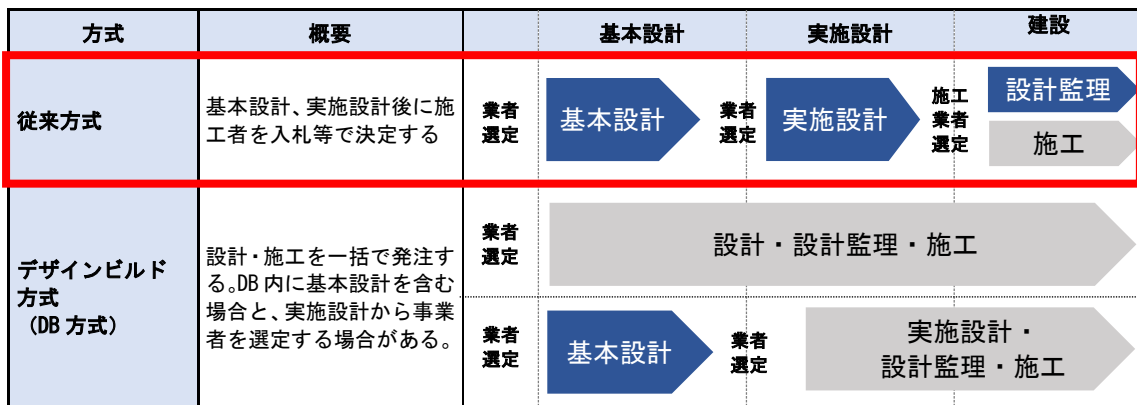 方式 概要 基本設計 実施設計 建設
従来方式
基本設計、実施設計後に施
工者を入札等で決定する
業者
選定
基本設計
業者
選定
実施設計
施工
業者
選定
設計監理
施工
デザインビルド
方式
（DB 方式）
設計・施工を一括で発注す
る。DB 内に基本設計を含む
場合と、実施設計から事業
者を選定する場合がある。
業者
選定
設計・設計監理・施工
業者
選定
基本設計
業者
選定
実施設計・
設計監理・施工